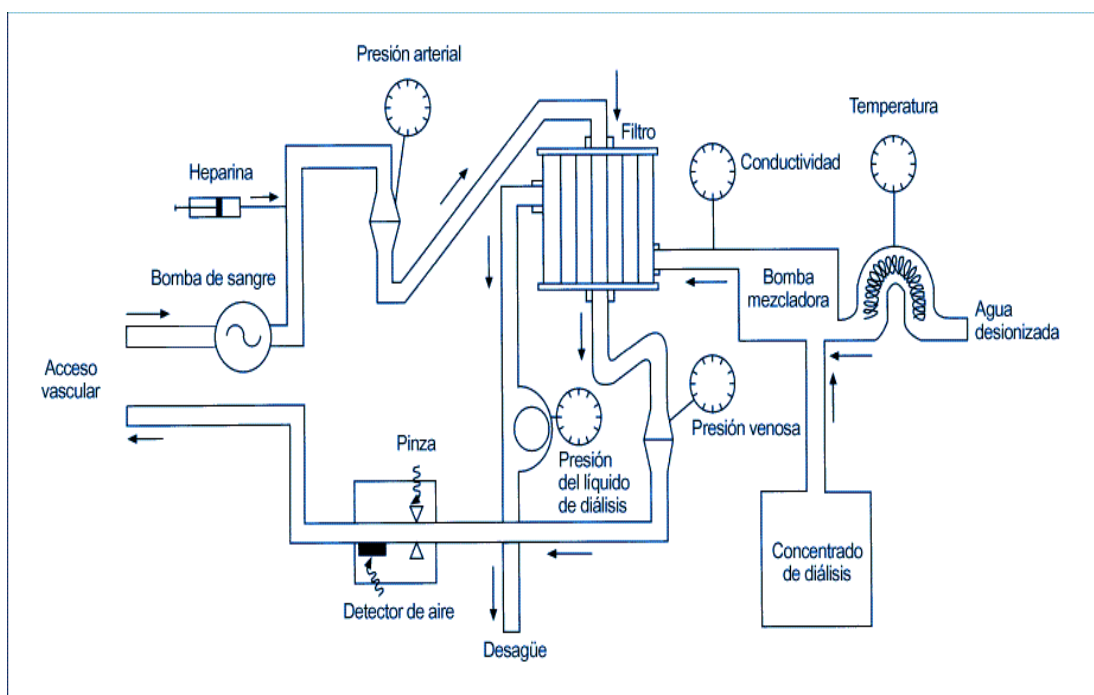 Presión arterial
Temperatura
Filtro
Conductividad
Heparina
Bomba de sangre
Bomba
mezcladora
Agua
desionizada
Acceso
vascular
Presión venosa
Pinza
Presión
del líquido
de diálisis
Concentrado
de diálisis
Detector de aire
Desagüe